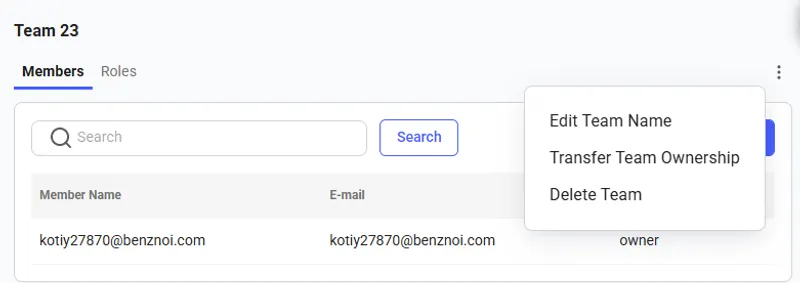 Team 23
Members Roles
Edit Team Name
Search Search
Transfer Team Ownership
Delete Team
Member Name E-mail
kotiy27870@benznoi.com kotiy27870@benznoi.com owner